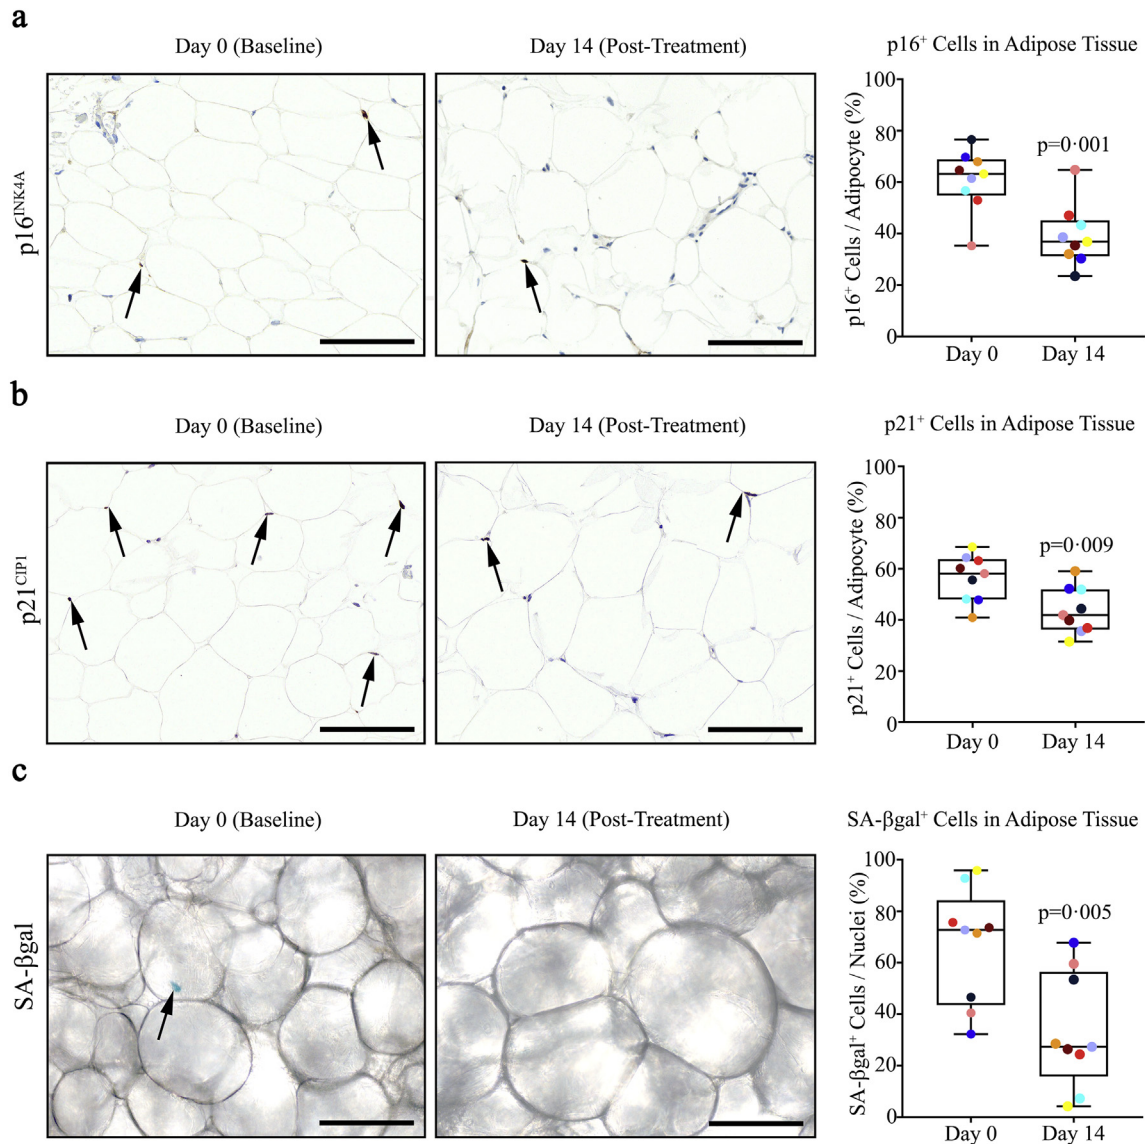 a
Day 0 (Baseline)
Day 14 (Post-Treatment)
p16⁺ Cells in Adipose Tissue
p16ᴵᴺᴷ⁴ᴬ
p16⁺ Cells / Adipocyte (%)
100
80
60
40
20
0
p=0·001
Day 0
Day 14
b
Day 0 (Baseline)
Day 14 (Post-Treatment)
p21⁺ Cells in Adipose Tissue
p21ᶜᴵᴾ¹
p21⁺ Cells / Adipocyte (%)
100
80
60
40
20
0
p=0·009
Day 0
Day 14
c
Day 0 (Baseline)
Day 14 (Post-Treatment)
SA-βgal⁺ Cells in Adipose Tissue
SA-βgal
SA-βgal⁺ Cells / Nuclei (%)
100
80
60
40
20
0
p=0·005
Day 0
Day 14